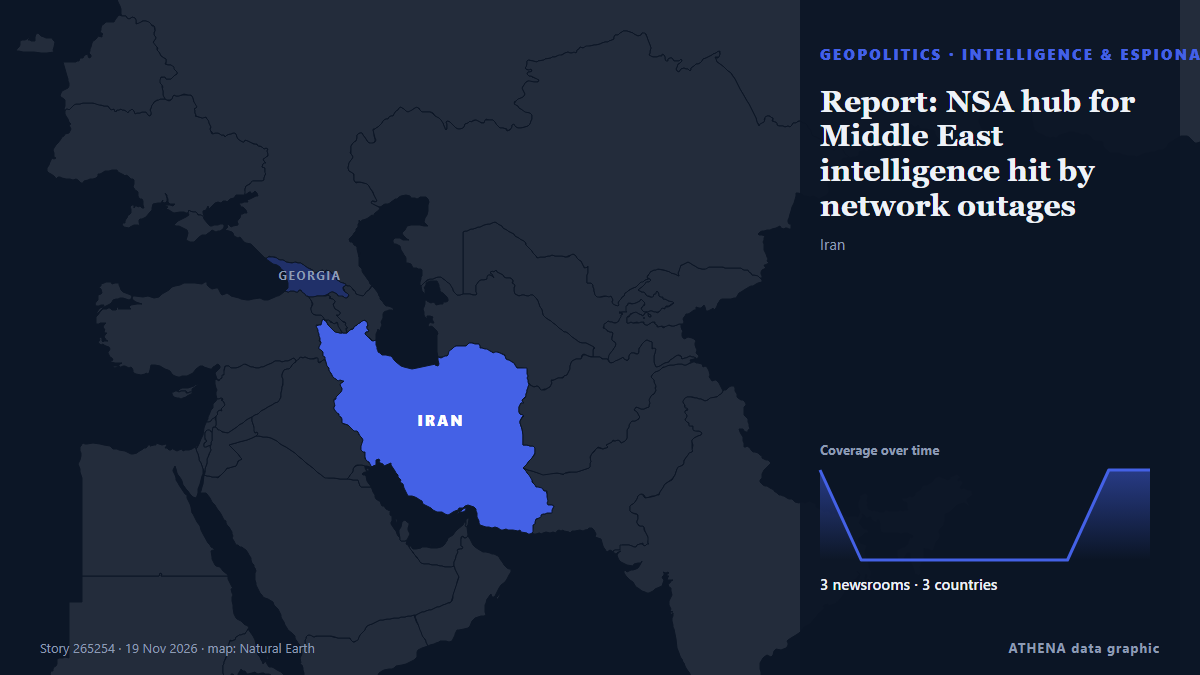 GEOPOLITICS · INTELLIGENCE & ESPIONA
Report: NSA hub for
Middle East
intelligence hit by
network outages
Iran
GEORGIA
IRAN
Coverage over time
3 newsrooms · 3 countries
Story 265254 · 19 Nov 2026 · map: Natural Earth
ATHENA data graphic